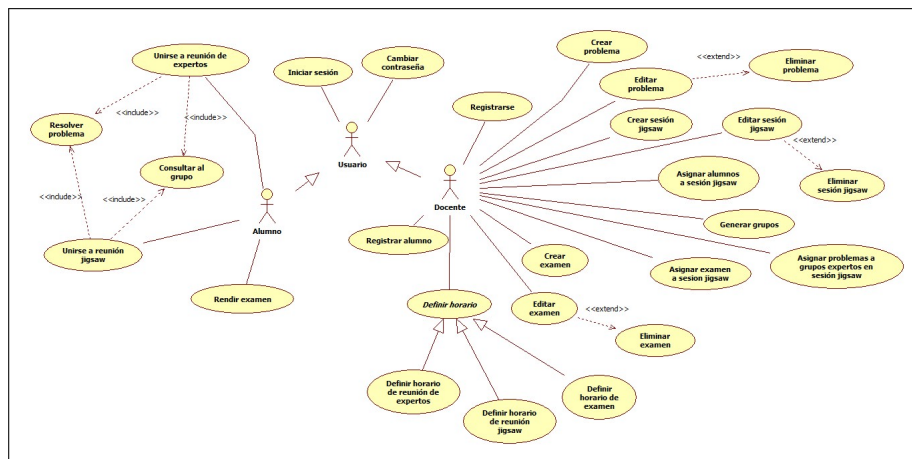 Unirse a reunión de
expertos
Iniciar sesión
Cambiar
contraseña
Crear
problema
<<extend>>
Eliminar
problema
Editar
problema
Registrarse
<<include>>
<<include>>
Resolver
problema
Crear sesión
jigsaw
Editar sesión
jigsaw
<<extend>>
Usuario
Consultar al
grupo
Asignar alumnos
a sesión jigsaw
Eliminar
sesión jigsaw
<<include>>
<<include>>
Docente
Alumno
Generar grupos
Registrar alumno
Unirse a reunión
jigsaw
Crear
examen
Asignar examen
a sesion jigsaw
Asignar problemas a
grupos expertos en
sesión jigsaw
Rendir examen
Definir horario
Editar
examen
<<extend>>
Eliminar
examen
Definir horario
de reunión de
expertos
Definir
horario de
examen
Definir horario
de reunión
jigsaw